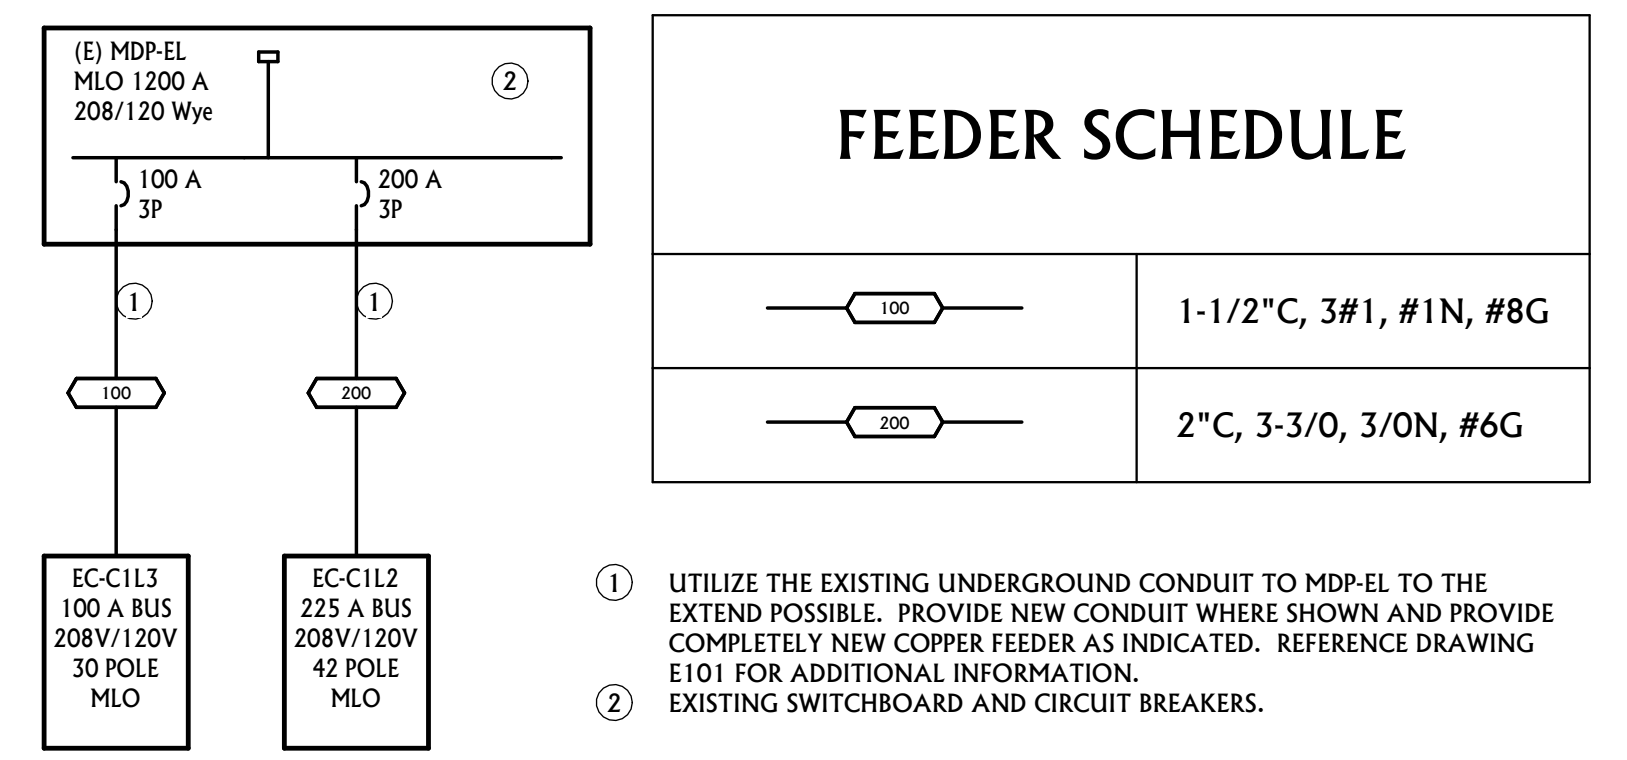 (E) MDP-EL
MLO 1200 A
208/120 Wye
2
100 A
3P
200 A
3P
1
1
100
200
EC-C1L3
100 A BUS
208V/120V
30 POLE
MLO
EC-C1L2
225 A BUS
208V/120V
42 POLE
MLO
FEEDER SCHEDULE
100
1-1/2"C, 3#1, #1N, #8G
200
2"C, 3-3/0, 3/0N, #6G
1 UTILIZE THE EXISTING UNDERGROUND CONDUIT TO MDP-EL TO THE
EXTEND POSSIBLE. PROVIDE NEW CONDUIT WHERE SHOWN AND PROVIDE
COMPLETELY NEW COPPER FEEDER AS INDICATED. REFERENCE DRAWING
E101 FOR ADDITIONAL INFORMATION.
2 EXISTING SWITCHBOARD AND CIRCUIT BREAKERS.